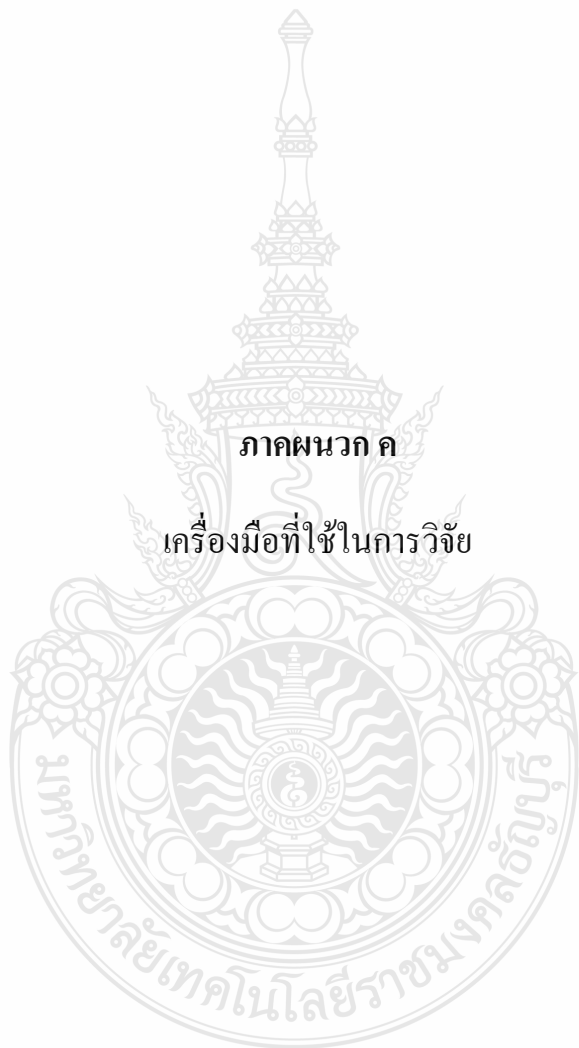 ภาคผนวก ค
เครื่องมือที่ใช้ในการวิจัย
มหาวิทยาลัยเทคโนโลยีราชมงคลธัญบุรี